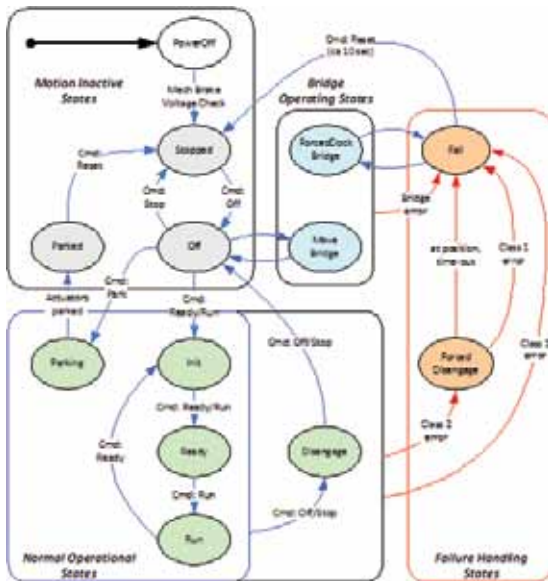 PowerOff
Cmd: Reset
(ca 10 sec)
Motion Inactive
States
Mech Brake
Voltage Check
Bridge
Operating States
Stopped
ForcedDock
Bridge
Fail
Cmd:
Reset
Cmd:
Stop
Cmd:
Off
Bridge
error
Parked
Off
Move
Bridge
at position,
time-out
Class 1
error
Cmd:
Park
Actuators
parked
Cmd:
Ready/Run
Cmd: Off/Stop
Class 1
error
Parking
Init
Forced
Disengage
Cmd: Ready/Run
Cmd:
Ready
Ready
Disengage
Class 2
error
Cmd: Run
Cmd: Off/Stop
Run
Normal Operational
States
Failure Handling
States